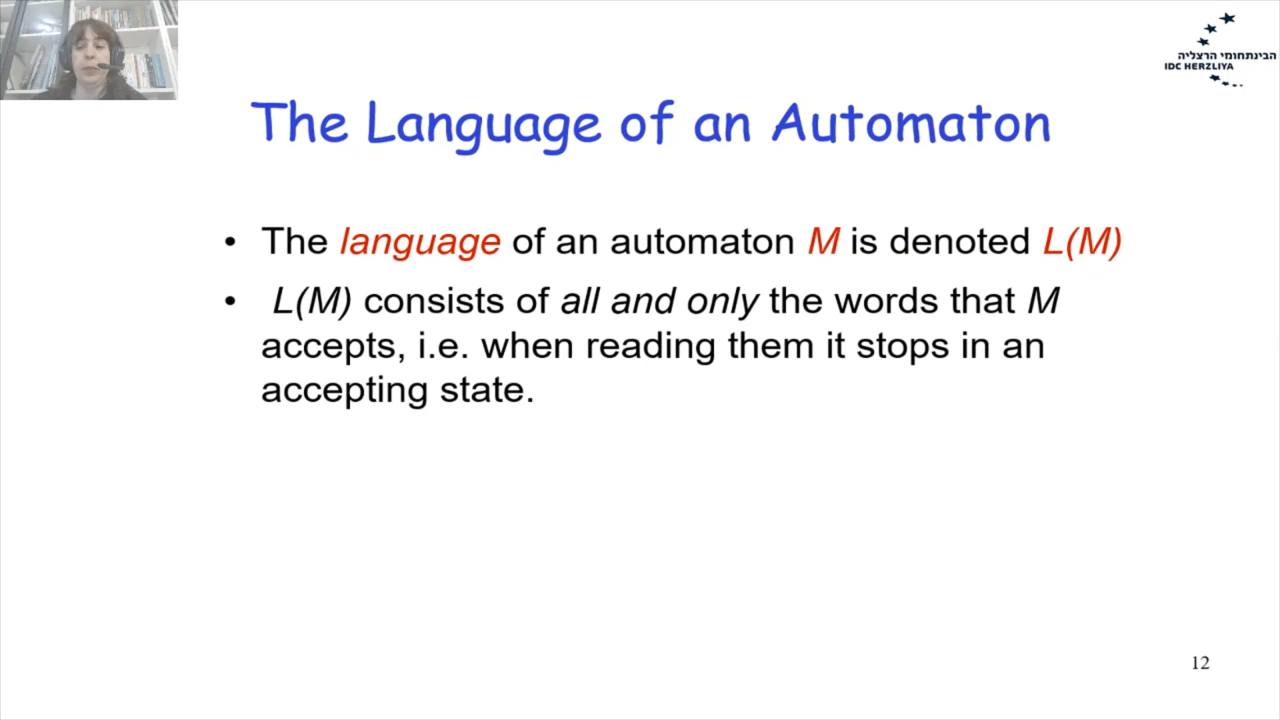 הבינתחומי הרצליה
IDC HERZLIYA
The Language of an Automaton
• The language of an automaton M is denoted L(M)
• L(M) consists of all and only the words that M
accepts, i.e. when reading them it stops in an
accepting state.
12